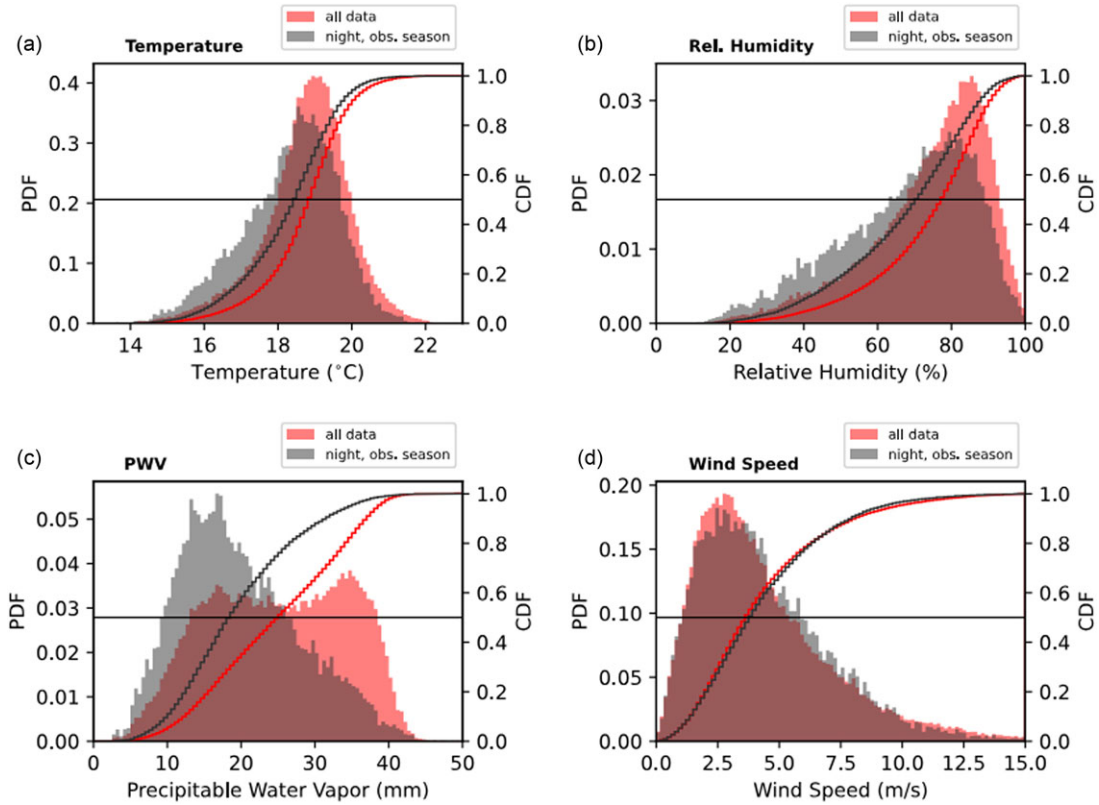 all data
night, obs. season
(a)
Temperature
0.4
0.3
0.2
0.1
0.0
PDF
1.0
0.8
0.6
0.4
0.2
0.0
CDF
14 16 18 20 22
Temperature (°C)
all data
night, obs. season
(b)
Rel. Humidity
0.03
0.02
0.01
0.00
PDF
1.0
0.8
0.6
0.4
0.2
0.0
CDF
0 20 40 60 80 100
Relative Humidity (%)
all data
night, obs. season
(c)
PWV
0.05
0.04
0.03
0.02
0.01
0.00
PDF
1.0
0.8
0.6
0.4
0.2
0.0
CDF
0 10 20 30 40 50
Precipitable Water Vapor (mm)
all data
night, obs. season
(d)
Wind Speed
0.20
0.15
0.10
0.05
0.00
PDF
1.0
0.8
0.6
0.4
0.2
0.0
CDF
0.0 2.5 5.0 7.5 10.0 12.5 15.0
Wind Speed (m/s)